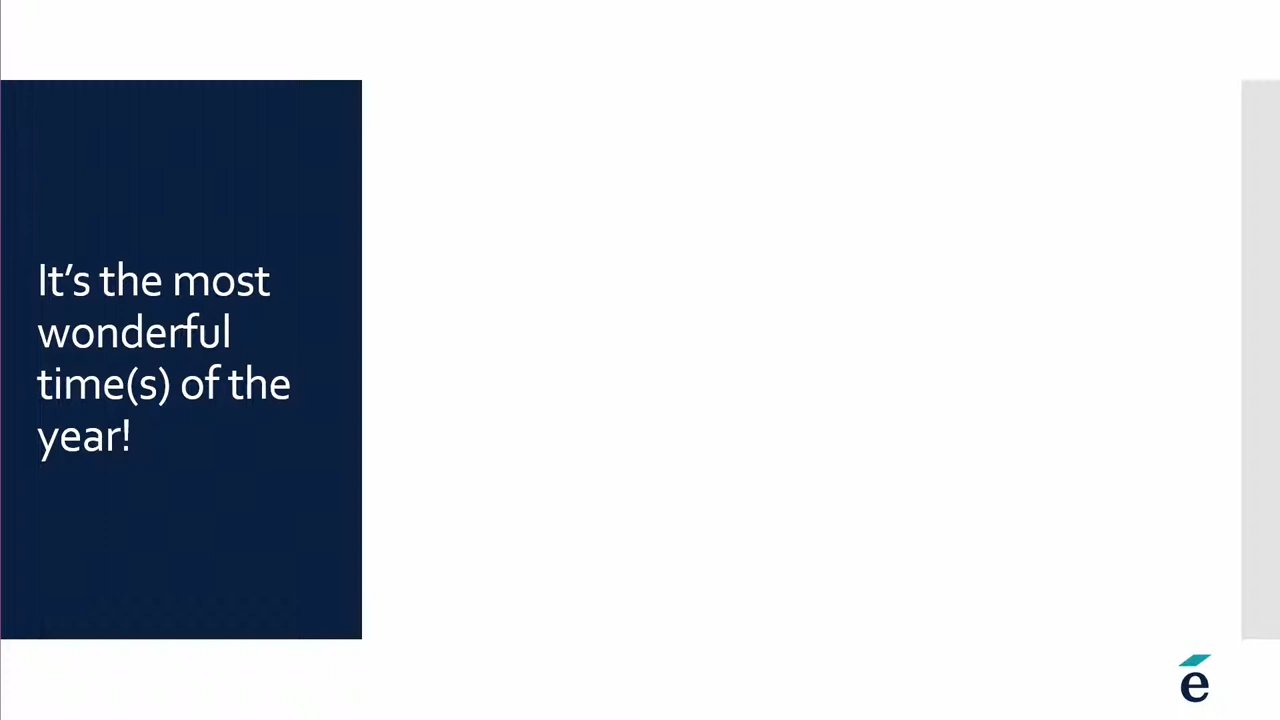 It’s the most
wonderful
time(s) of the
year!
é